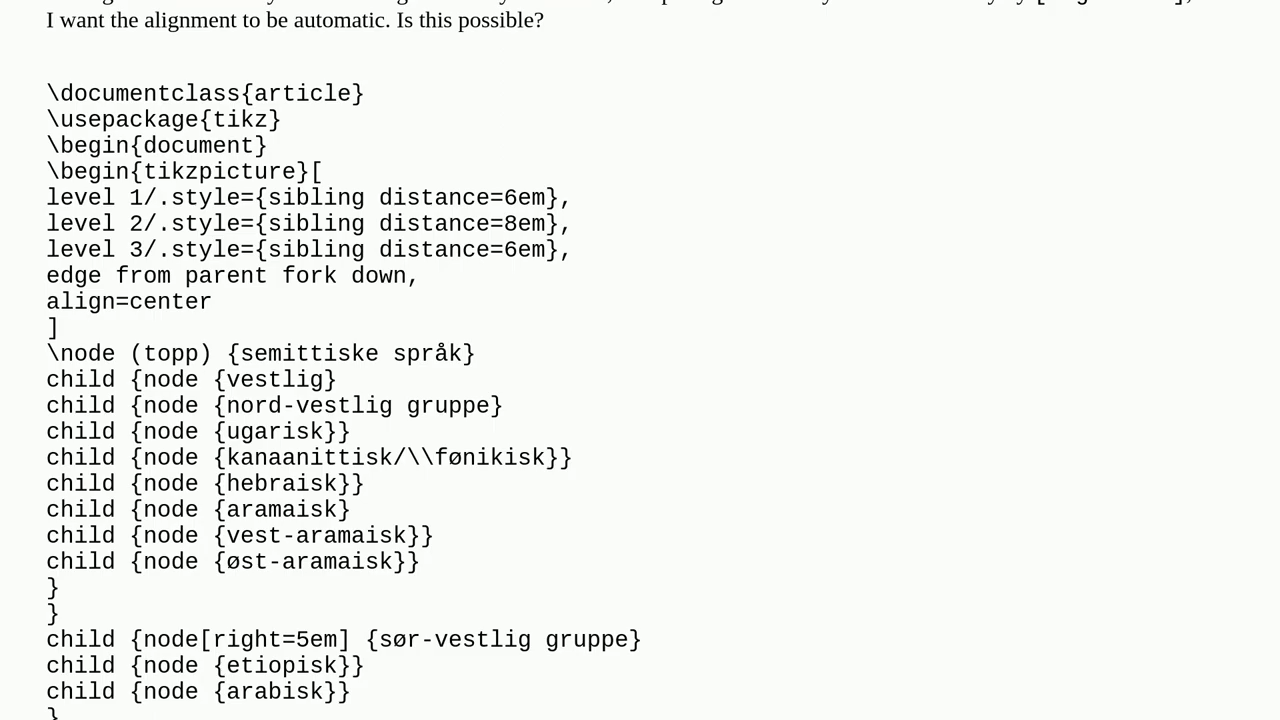 I want the alignment to be automatic. Is this possible?
\documentclass{article}
\usepackage{tikz}
\begin{document}
\begin{tikzpicture}[
level 1/.style={sibling distance=6em},
level 2/.style={sibling distance=8em},
level 3/.style={sibling distance=6em},
edge from parent fork down,
align=center
]
\node (topp) {semittiske språk}
child {node {vestlig}
child {node {nord-vestlig gruppe}
child {node {ugarisk}}
child {node {kanaanittisk/\\fønikisk}}
child {node {hebraisk}}
child {node {aramaisk}
child {node {vest-aramaisk}}
child {node {øst-aramaisk}}
}
}
child {node[right=5em] {sør-vestlig gruppe}
child {node {etiopisk}}
child {node {arabisk}}
}